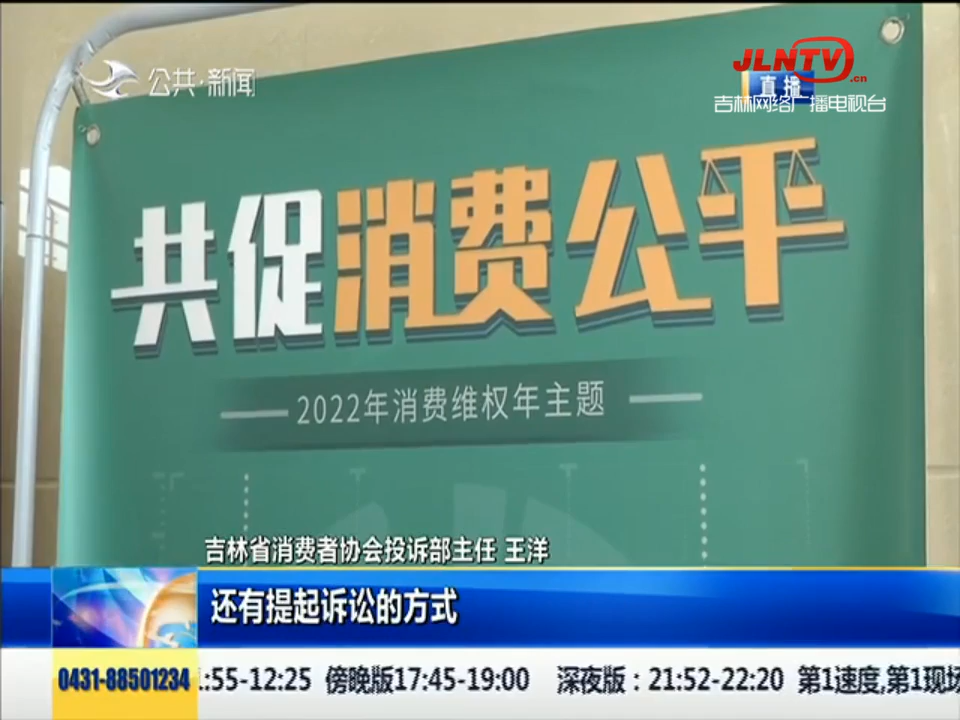 公共·新闻
JLNTV.cn
直播
吉林网络广播电视台
共促消费公平
2022年消费维权年主题
吉林省消费者协会投诉部主任 王洋
还有提起诉讼的方式
0431-88501234
:55-12:25 傍晚版17:45-19:00 深夜版：21:52-22:20 第1速度,第1现场